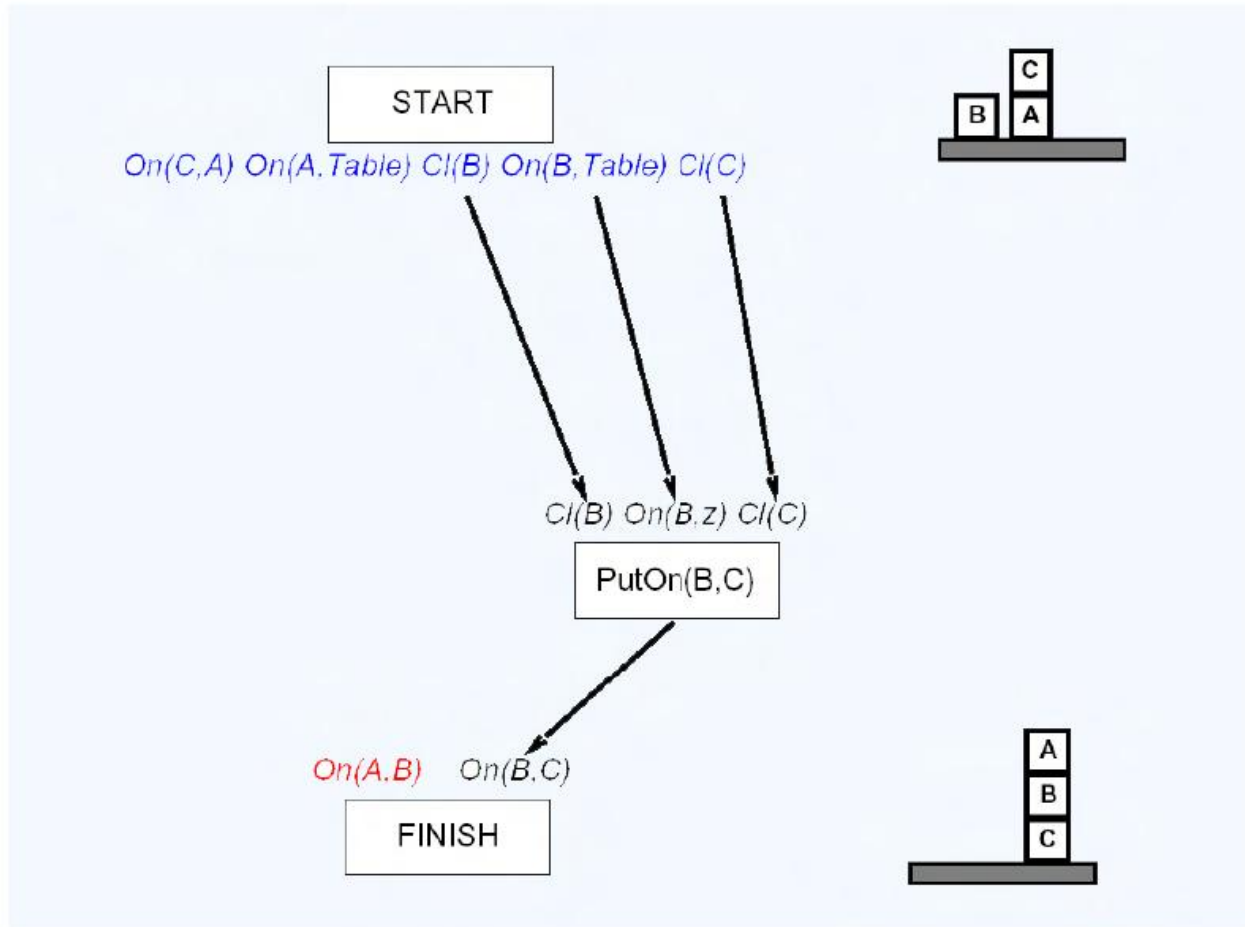 START
On(C,A) On(A,Table) Cl(B) On(B,Table) Cl(C)
C
B A
Cl(B) On(B,z) Cl(C)
PutOn(B,C)
On(A,B) On(B,C)
FINISH
A
B
C